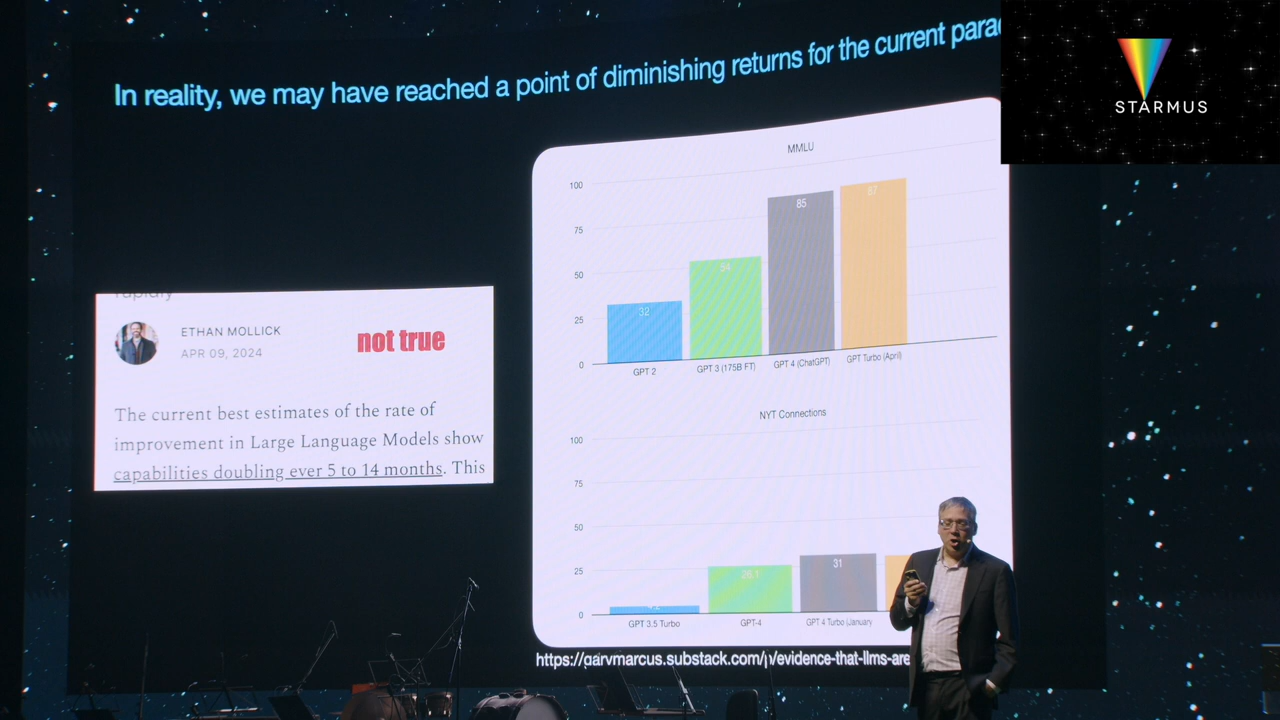 In reality, we may have reached a point of diminishing returns for the current
STARMUS
ETHAN MOLLICK
APR 09, 2024
not true
The current best estimates of the rate of
improvement in Large Language Models show
capabilities doubling ever 5 to 14 months. This
MMLU
100
75
50
25
0
32
54
85
87
GPT 2
GPT 3 (175B FT)
GPT 4 (ChatGPT)
GPT Turbo (April)
NYT Connections
100
75
50
25
0
26.1
31
GPT 3.5 Turbo
GPT-4
GPT 4 Turbo (January
https://garymarcus.substack.com/p/evidence-that-llms-are